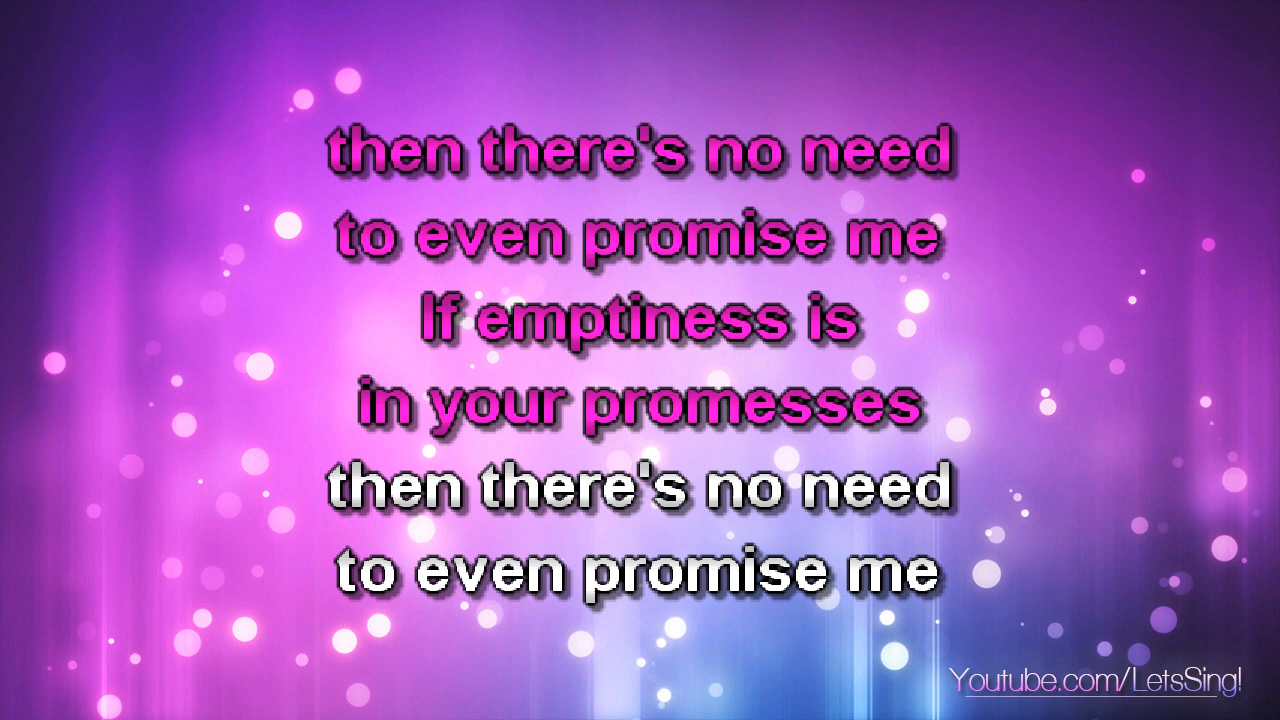 then there's no need
to even promise me
If emptiness is
in your promesses
then there's no need
to even promise me
Youtube.com/LetsSing!